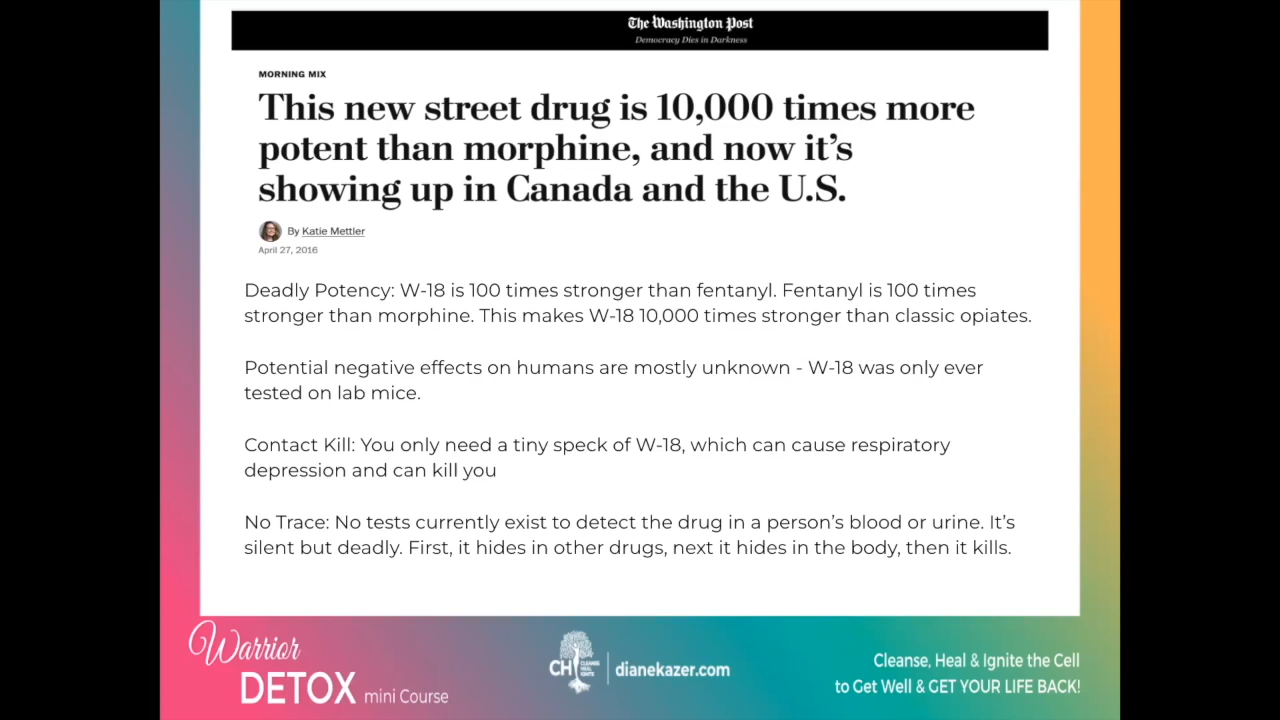 The Washington Post
Democracy Dies in Darkness
MORNING MIX
This new street drug is 10,000 times more
potent than morphine, and now it’s
showing up in Canada and the U.S.
By Katie Mettler
April 27, 2016
Deadly Potency: W-18 is 100 times stronger than fentanyl. Fentanyl is 100 times
stronger than morphine. This makes W-18 10,000 times stronger than classic opiates.
Potential negative effects on humans are mostly unknown - W-18 was only ever
tested on lab mice.
Contact Kill: You only need a tiny speck of W-18, which can cause respiratory
depression and can kill you
No Trace: No tests currently exist to detect the drug in a person’s blood or urine. It’s
silent but deadly. First, it hides in other drugs, next it hides in the body, then it kills.
Warrior
DETOX mini Course
CHI CLEANSE HEAL IGNITE
dianekazer.com
Cleanse, Heal & Ignite the Cell
to Get Well & GET YOUR LIFE BACK!